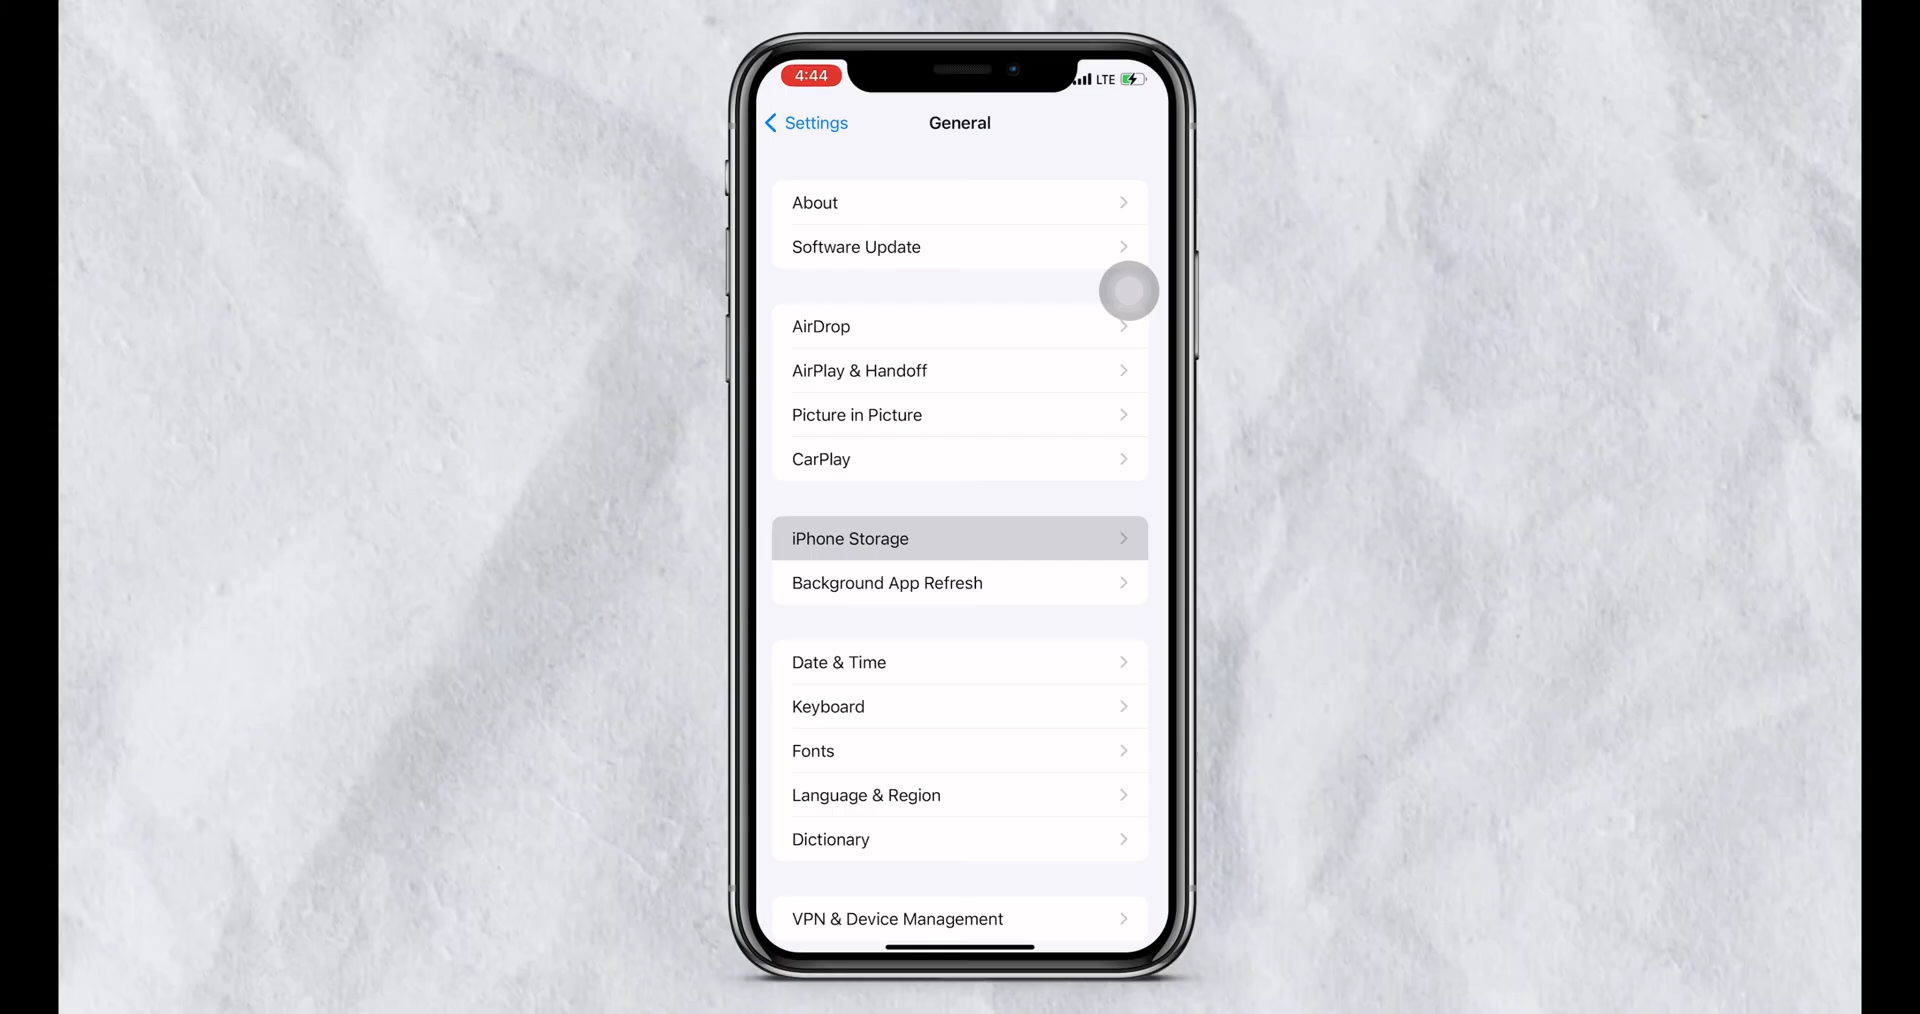 4:44
LTE
Settings
General
About
Software Update
AirDrop
AirPlay & Handoff
Picture in Picture
CarPlay
iPhone Storage
Background App Refresh
Date & Time
Keyboard
Fonts
Language & Region
Dictionary
VPN & Device Management